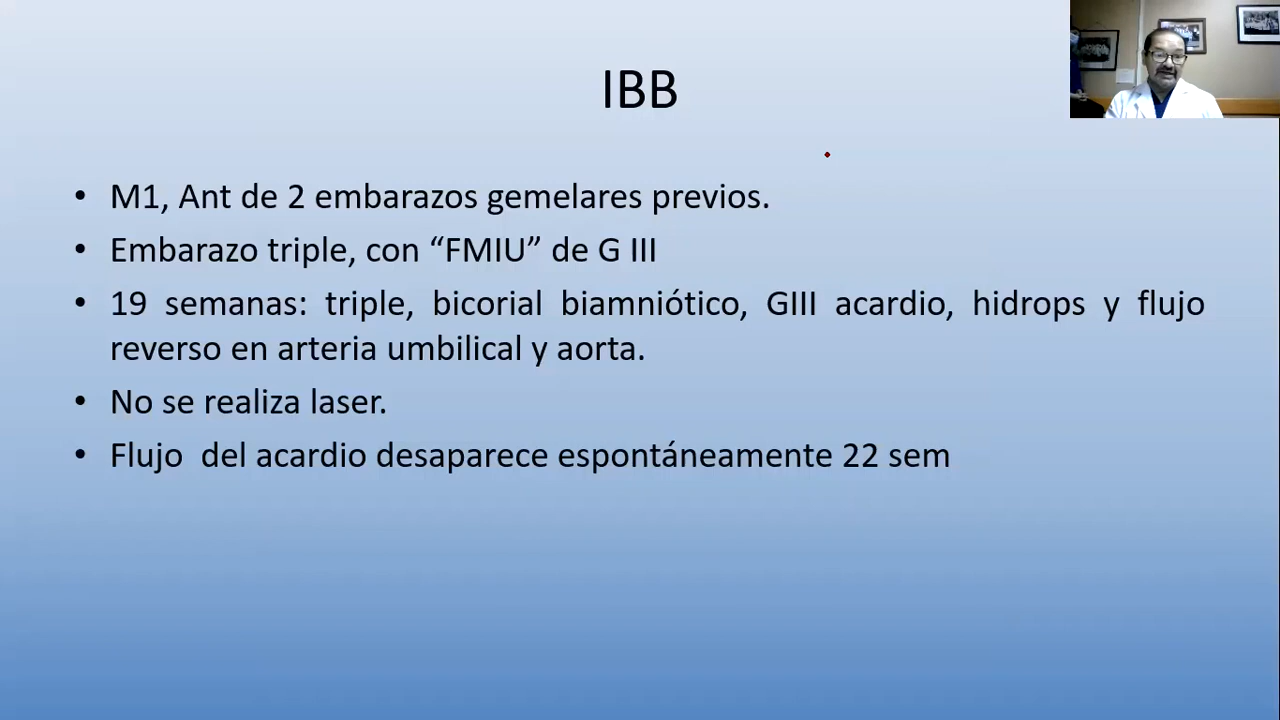 IBB
• M1, Ant de 2 embarazos gemelares previos.
• Embarazo triple, con “FMIU” de G III
• 19 semanas: triple, bicorial biamniótico, GIII acardio, hidrops y flujo
reverso en arteria umbilical y aorta.
• No se realiza laser.
• Flujo  del acardio desaparece espontáneamente 22 sem